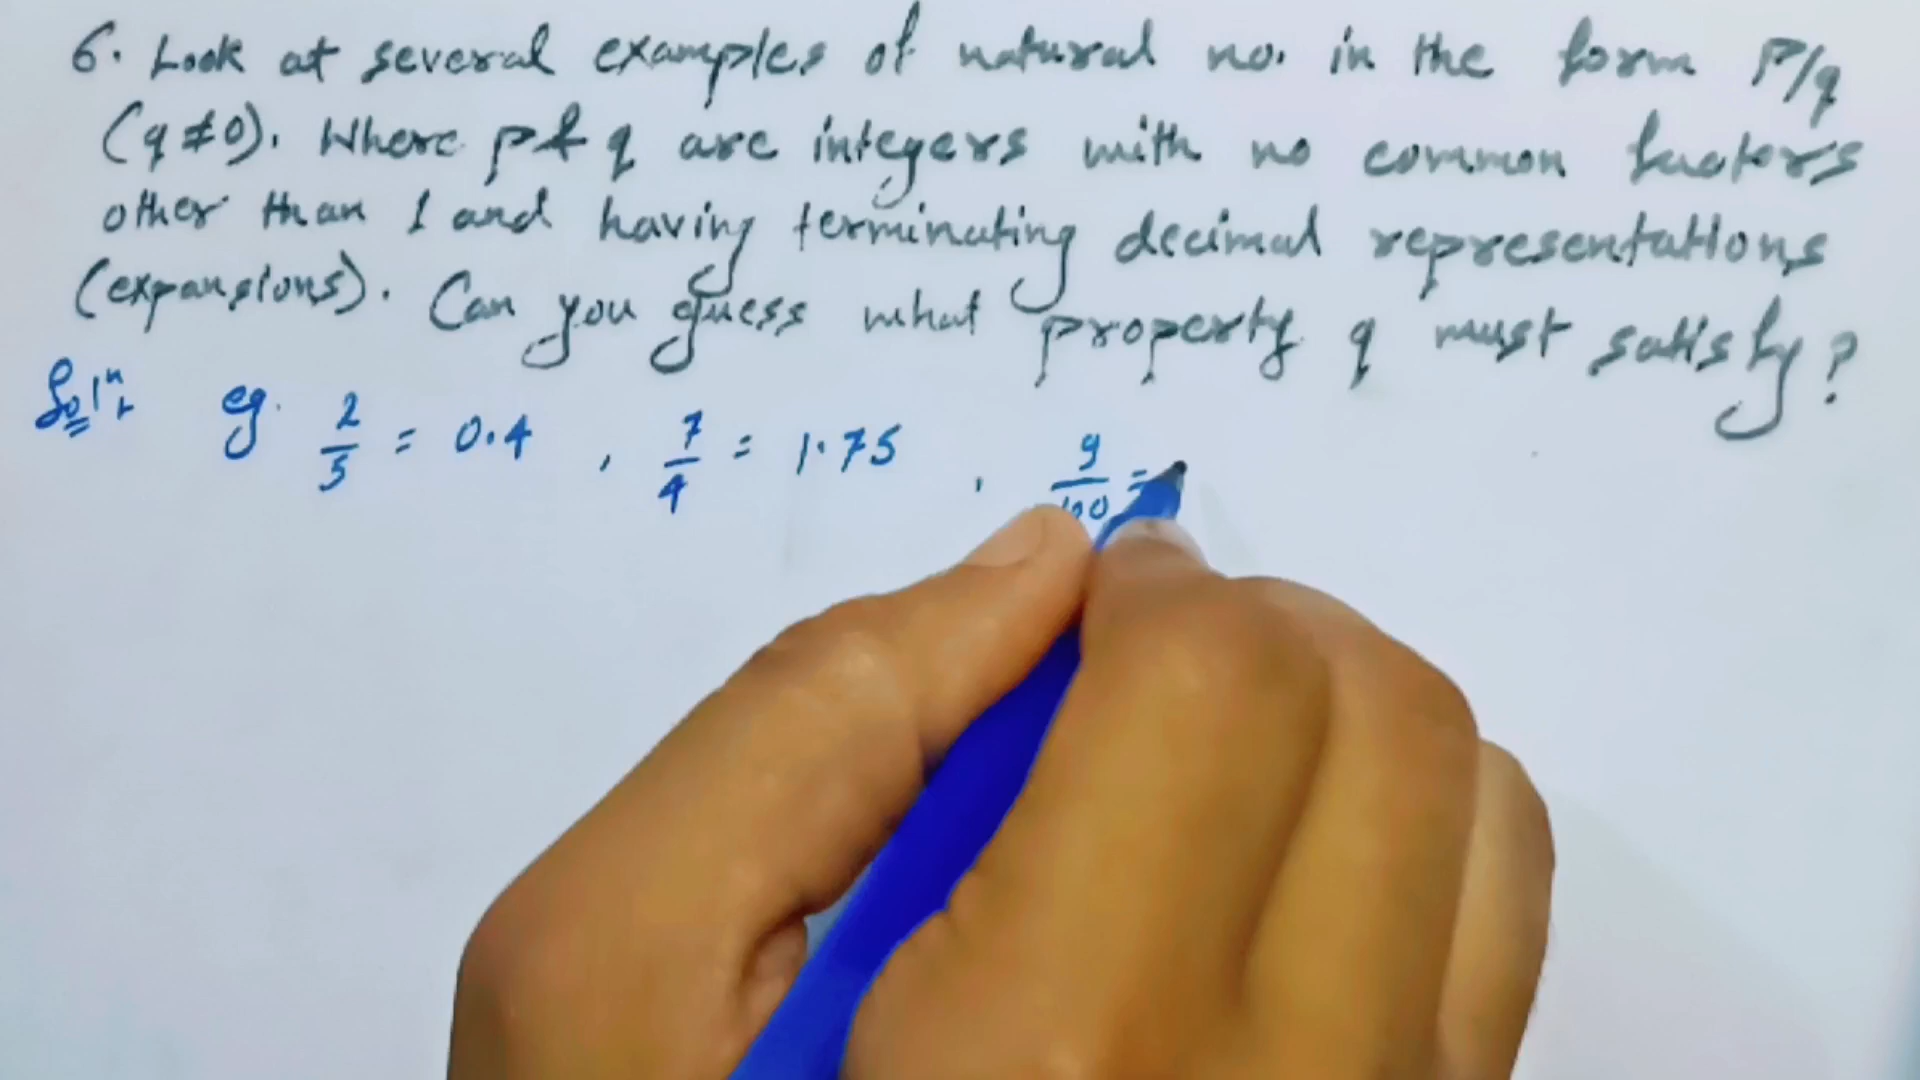 6. Look at several examples of natural no. in the form P/q
(q≠0). Where p & q are integers with no common factors
other than 1 and having terminating decimal representations
(expansions). Can you guess what property q must satisfy?
Solⁿ, eg. 2/5 = 0.4 , 7/4 = 1.75 , 9/100 =